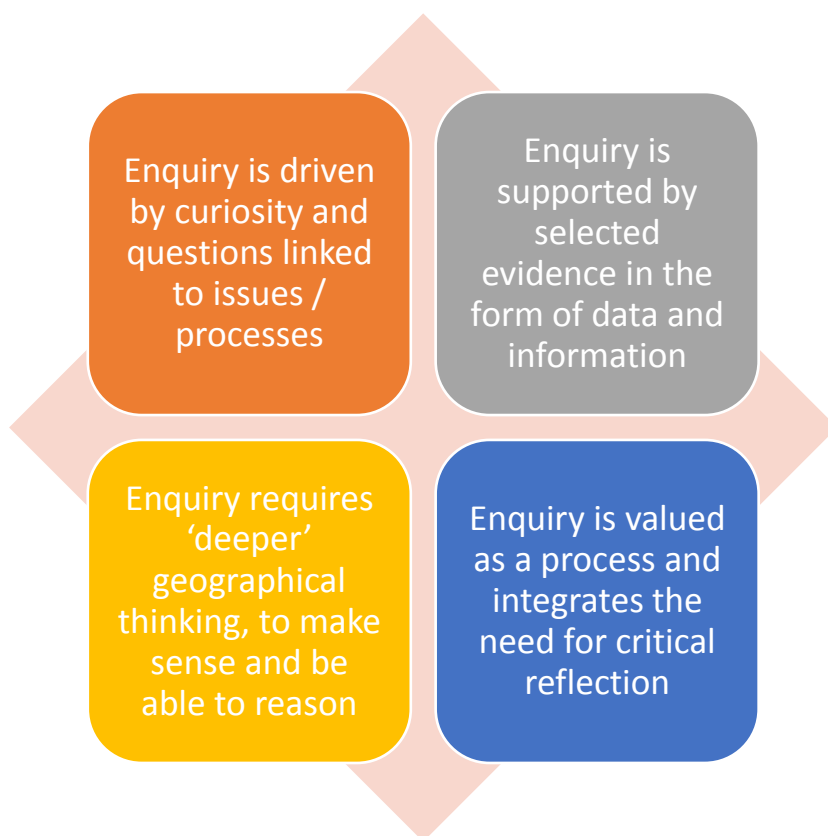 Enquiry is driven
by curiosity and
questions linked
to issues /
processes
Enquiry is
supported by
selected
evidence in the
form of data and
information
Enquiry requires
‘deeper’
geographical
thinking, to make
sense and be
able to reason
Enquiry is valued
as a process and
integrates the
need for critical
reflection